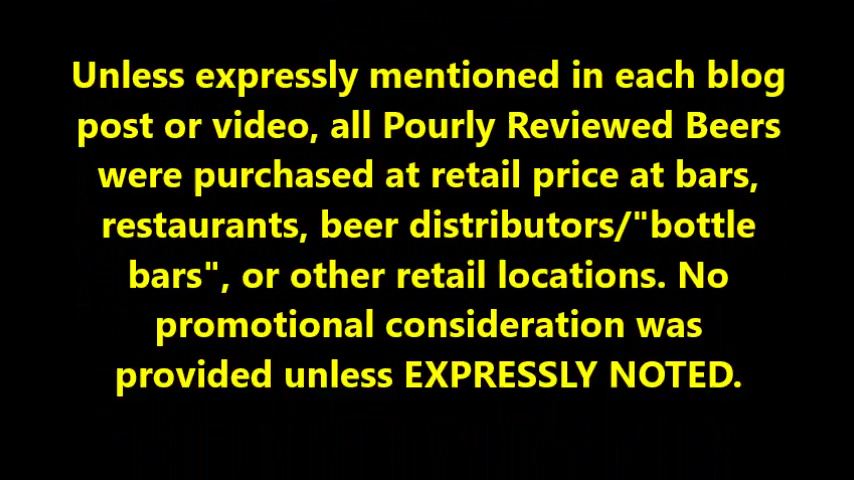 Unless expressly mentioned in each blog
post or video, all Pourly Reviewed Beers
were purchased at retail price at bars,
restaurants, beer distributors/"bottle
bars", or other retail locations. No
promotional consideration was
provided unless EXPRESSLY NOTED.